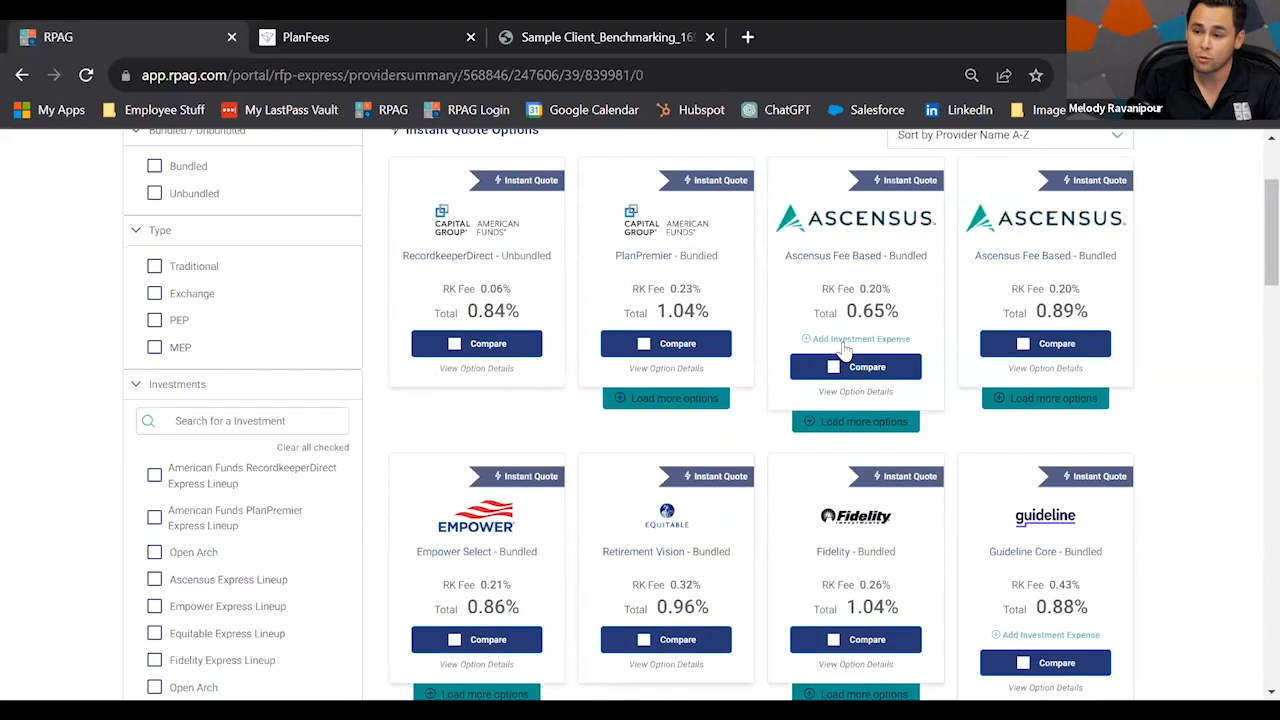 RPAG
PlanFees
Sample Client_Benchmarking_16
app.rpag.com/portal/rfp-express/providersummary/568846/247606/39/839981/0
My Apps
Employee Stuff
My LastPass Vault
RPAG
RPAG Login
Google Calendar
Hubspot
ChatGPT
Salesforce
LinkedIn
Image
Melody Ravanipour
Bundled / Unbundled
Bundled
Unbundled
Type
Traditional
Exchange
PEP
MEP
Investments
Search for a Investment
Clear all checked
American Funds RecordkeeperDirect
Express Lineup
American Funds PlanPremier
Express Lineup
Open Arch
Ascensus Express Lineup
Empower Express Lineup
Equitable Express Lineup
Fidelity Express Lineup
Open Arch
Instant Quote Options
Sort by Provider Name A-Z
Instant Quote
CAPITAL GROUP AMERICAN FUNDS
RecordkeeperDirect - Unbundled
RK Fee 0.06%
Total 0.84%
Compare
View Option Details
Instant Quote
CAPITAL GROUP AMERICAN FUNDS
PlanPremier - Bundled
RK Fee 0.23%
Total 1.04%
Compare
View Option Details
Load more options
Instant Quote
ASCENSUS
Ascensus Fee Based - Bundled
RK Fee 0.20%
Total 0.65%
Add Investment Expense
Compare
View Option Details
Load more options
Instant Quote
ASCENSUS
Ascensus Fee Based - Bundled
RK Fee 0.20%
Total 0.89%
Compare
View Option Details
Load more options
Instant Quote
EMPOWER
Empower Select - Bundled
RK Fee 0.21%
Total 0.86%
Compare
View Option Details
Load more options
Instant Quote
EQUITABLE
Retirement Vision - Bundled
RK Fee 0.32%
Total 0.96%
Compare
View Option Details
Instant Quote
Fidelity INVESTMENTS
Fidelity - Bundled
RK Fee 0.26%
Total 1.04%
Compare
View Option Details
Load more options
Instant Quote
guideline
Guideline Core - Bundled
RK Fee 0.43%
Total 0.88%
Add Investment Expense
Compare
View Option Details